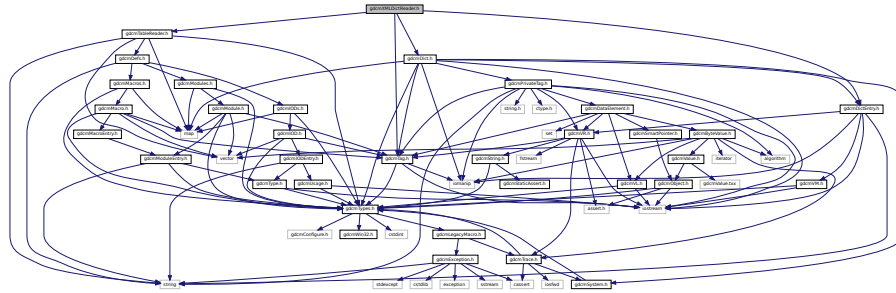 gdcmXMLDictReader.h
gdcmTableReader.h
gdcmDefs.h
gdcmDict.h
gdcmMacros.h
gdcmModules.h
gdcmPrivateTag.h
gdcmMacro.h
gdcmModule.h
gdcmIODs.h
string.h
ctype.h
gdcmDataElement.h
gdcmDictEntry.h
gdcmMacroEntry.h
map
gdcmIOD.h
set
gdcmVR.h
gdcmSmartPointer.h
gdcmByteValue.h
gdcmModuleEntry.h
vector
gdcmIODEntry.h
gdcmTag.h
gdcmString.h
fstream
gdcmValue.h
iterator
algorithm
gdcmType.h
gdcmUsage.h
iomanip
gdcmStaticAssert.h
gdcmVL.h
gdcmObject.h
gdcmValue.txx
gdcmVM.h
gdcmTypes.h
assert.h
iostream
gdcmConfigure.h
gdcmWin32.h
cstdint
gdcmLegacyMacro.h
gdcmException.h
gdcmTrace.h
string
stdexcept
cstdlib
exception
sstream
cassert
iosfwd
gdcmSystem.h